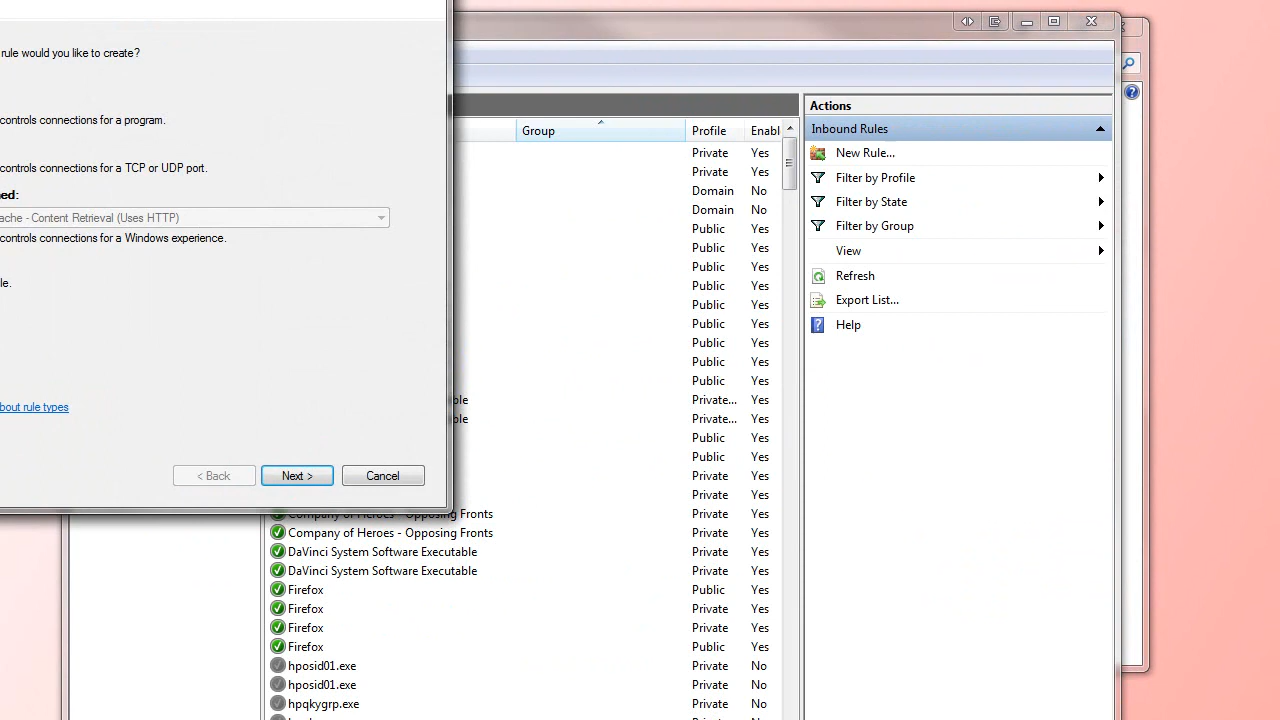 rule would you like to create?
controls connections for a program.
controls connections for a TCP or UDP port.
ned:
ache - Content Retrieval (Uses HTTP)
controls connections for a Windows experience.
le.
bout rule types
< Back Next > Cancel
Group Profile Enabl
Private Yes
Private Yes
Domain No
Domain No
Public Yes
Public Yes
Public Yes
Public Yes
Public Yes
Public Yes
Public Yes
Public Yes
Public Yes
ble Private... Yes
ble Private... Yes
Public Yes
Public Yes
Private Yes
Private Yes
Company of Heroes - Opposing Fronts Private Yes
Company of Heroes - Opposing Fronts Private Yes
DaVinci System Software Executable Private Yes
DaVinci System Software Executable Private Yes
Firefox Public Yes
Firefox Private Yes
Firefox Private Yes
Firefox Public Yes
hposid01.exe Private No
hposid01.exe Private No
hpqkygrp.exe Private No
Actions
Inbound Rules
New Rule...
Filter by Profile
Filter by State
Filter by Group
View
Refresh
Export List...
Help